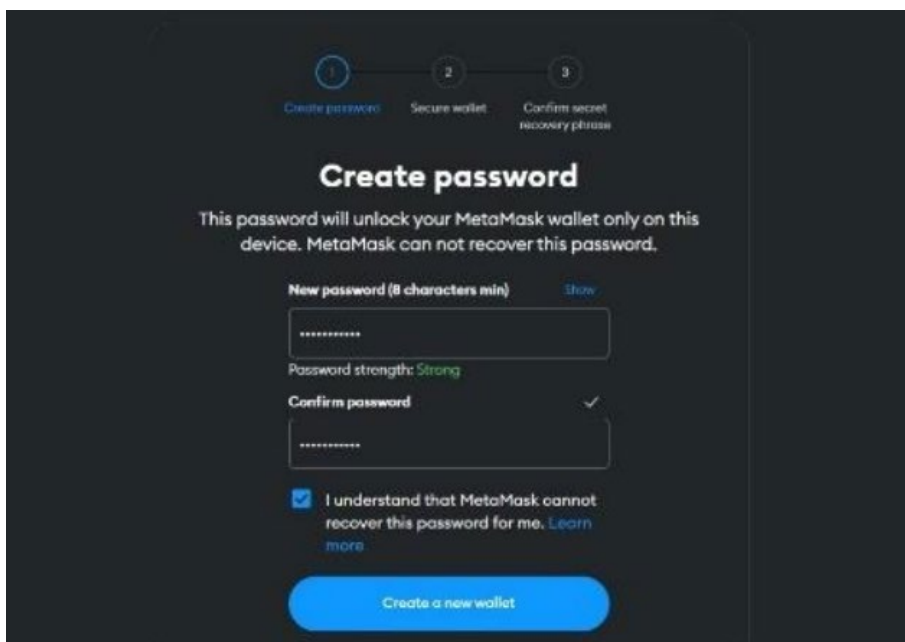 1
2
3
Create password
Secure wallet
Confirm secret
recovery phrase
Create password
This password will unlock your MetaMask wallet only on this
device. MetaMask can not recover this password.
New password (8 characters min)
Show
•••••••••••
Password strength: Strong
Confirm password
•••••••••••
I understand that MetaMask cannot
recover this password for me. Learn
more
Create a new wallet